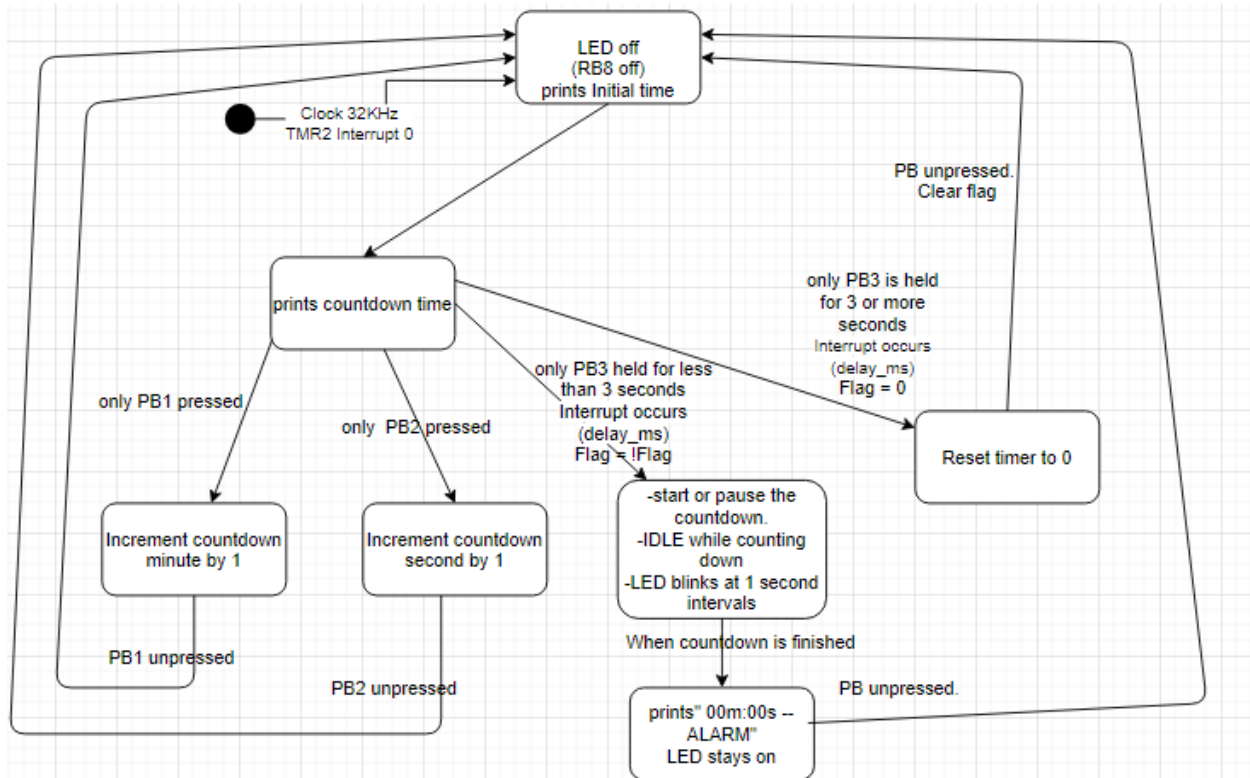 LED off
(RB8 off)
prints Initial time
Clock 32KHz
TMR2 Interrupt 0
PB unpressed.
Clear flag
prints countdown time
only PB3 is held
for 3 or more
seconds
Interrupt occurs
(delay_ms)
Flag = 0
only PB3 held for less
than 3 seconds
Interrupt occurs
(delay_ms)
Flag = !Flag
only PB1 pressed
only PB2 pressed
Reset timer to 0
-start or pause the
countdown.
-IDLE while counting
down
-LED blinks at 1 second
intervals
Increment countdown
minute by 1
Increment countdown
second by 1
When countdown is finished
PB1 unpressed
PB2 unpressed
PB unpressed.
prints" 00m:00s --
ALARM"
LED stays on